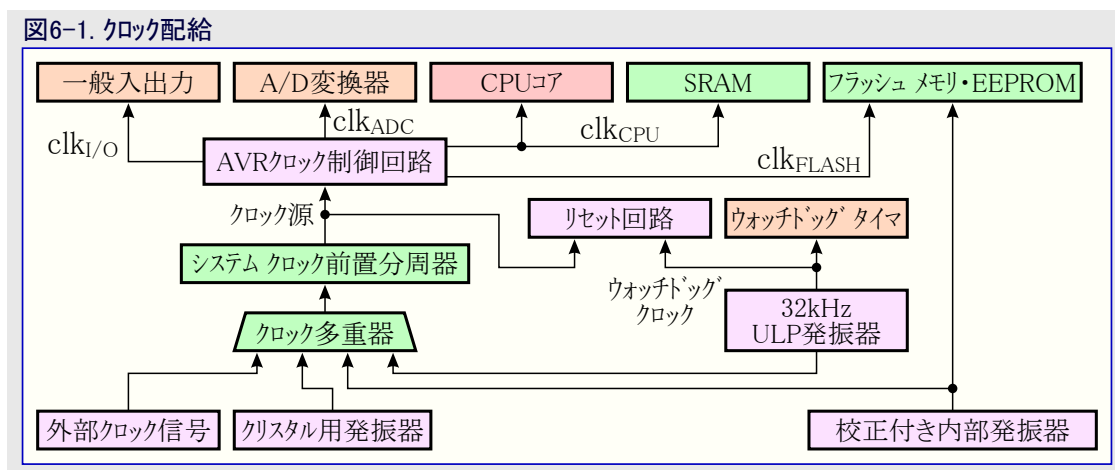 図6-1. クロック配給
一般入出力
A/D変換器
CPUコア
SRAM
フラッシュ メモリ・EEPROM
clkI/O
clkADC
clkCPU
clkFLASH
AVRクロック制御回路
クロック源
リセット回路
ウォッチドッグ タイマ
システム クロック前置分周器
ウォッチドッグ
クロック
32kHz
ULP発振器
クロック多重器
外部クロック信号
クリスタル用発振器
校正付き内部発振器